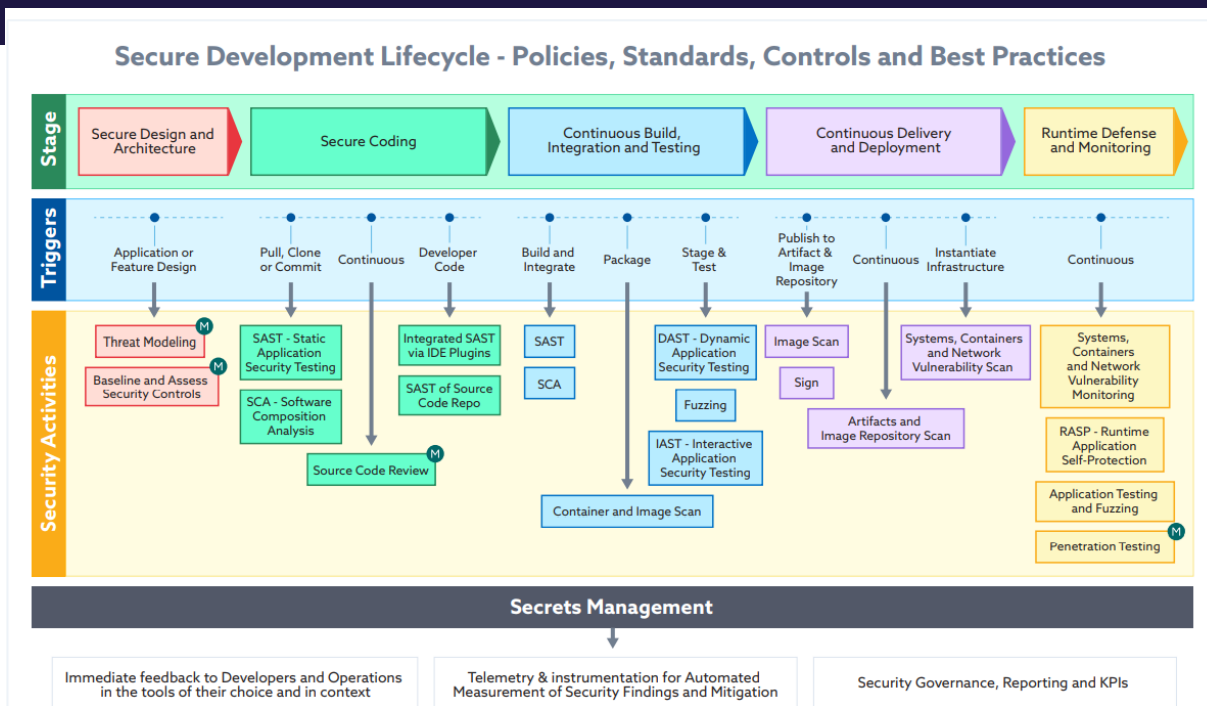 Secure Development Lifecycle - Policies, Standards, Controls and Best Practices
Stage
Secure Design and
Architecture
Secure Coding
Continuous Build,
Integration and Testing
Continuous Delivery
and Deployment
Runtime Defense
and Monitoring
Triggers
Application or
Feature Design
Pull, Clone
or Commit
Continuous
Developer
Code
Build and
Integrate
Package
Stage &
Test
Publish to
Artifact &
Image
Repository
Continuous
Instantiate
Infrastructure
Continuous
Security Activities
Threat Modeling
M
Baseline and Assess
Security Controls
M
SAST - Static
Application
Security Testing
SCA - Software
Composition
Analysis
Source Code Review
M
Integrated SAST
via IDE Plugins
SAST of Source
Code Repo
SAST
SCA
Container and Image Scan
DAST - Dynamic
Application
Security Testing
Fuzzing
IAST - Interactive
Application
Security Testing
Image Scan
Sign
Artifacts and
Image Repository Scan
Systems, Containers
and Network
Vulnerability Scan
Systems,
Containers
and Network
Vulnerability
Monitoring
RASP - Runtime
Application
Self-Protection
Application Testing
and Fuzzing
Penetration Testing
M
Secrets Management
Immediate feedback to Developers and Operations
in the tools of their choice and in context
Telemetry & instrumentation for Automated
Measurement of Security Findings and Mitigation
Security Governance, Reporting and KPIs